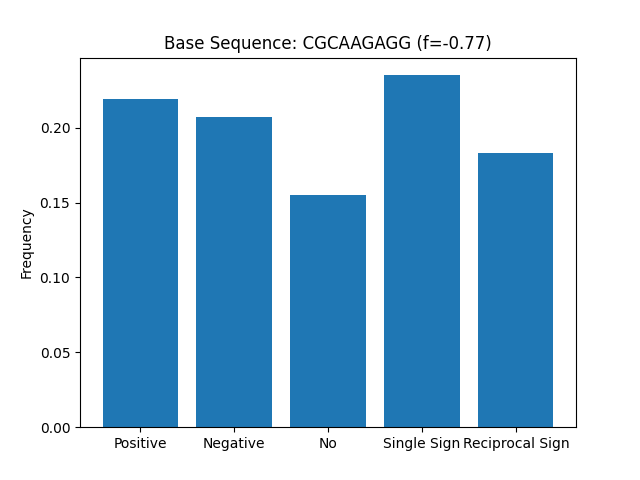 Base Sequence: CGCAAGAGG (f=-0.77)
Frequency
0.20
0.15
0.10
0.05
0.00
Positive Negative No Single Sign Reciprocal Sign